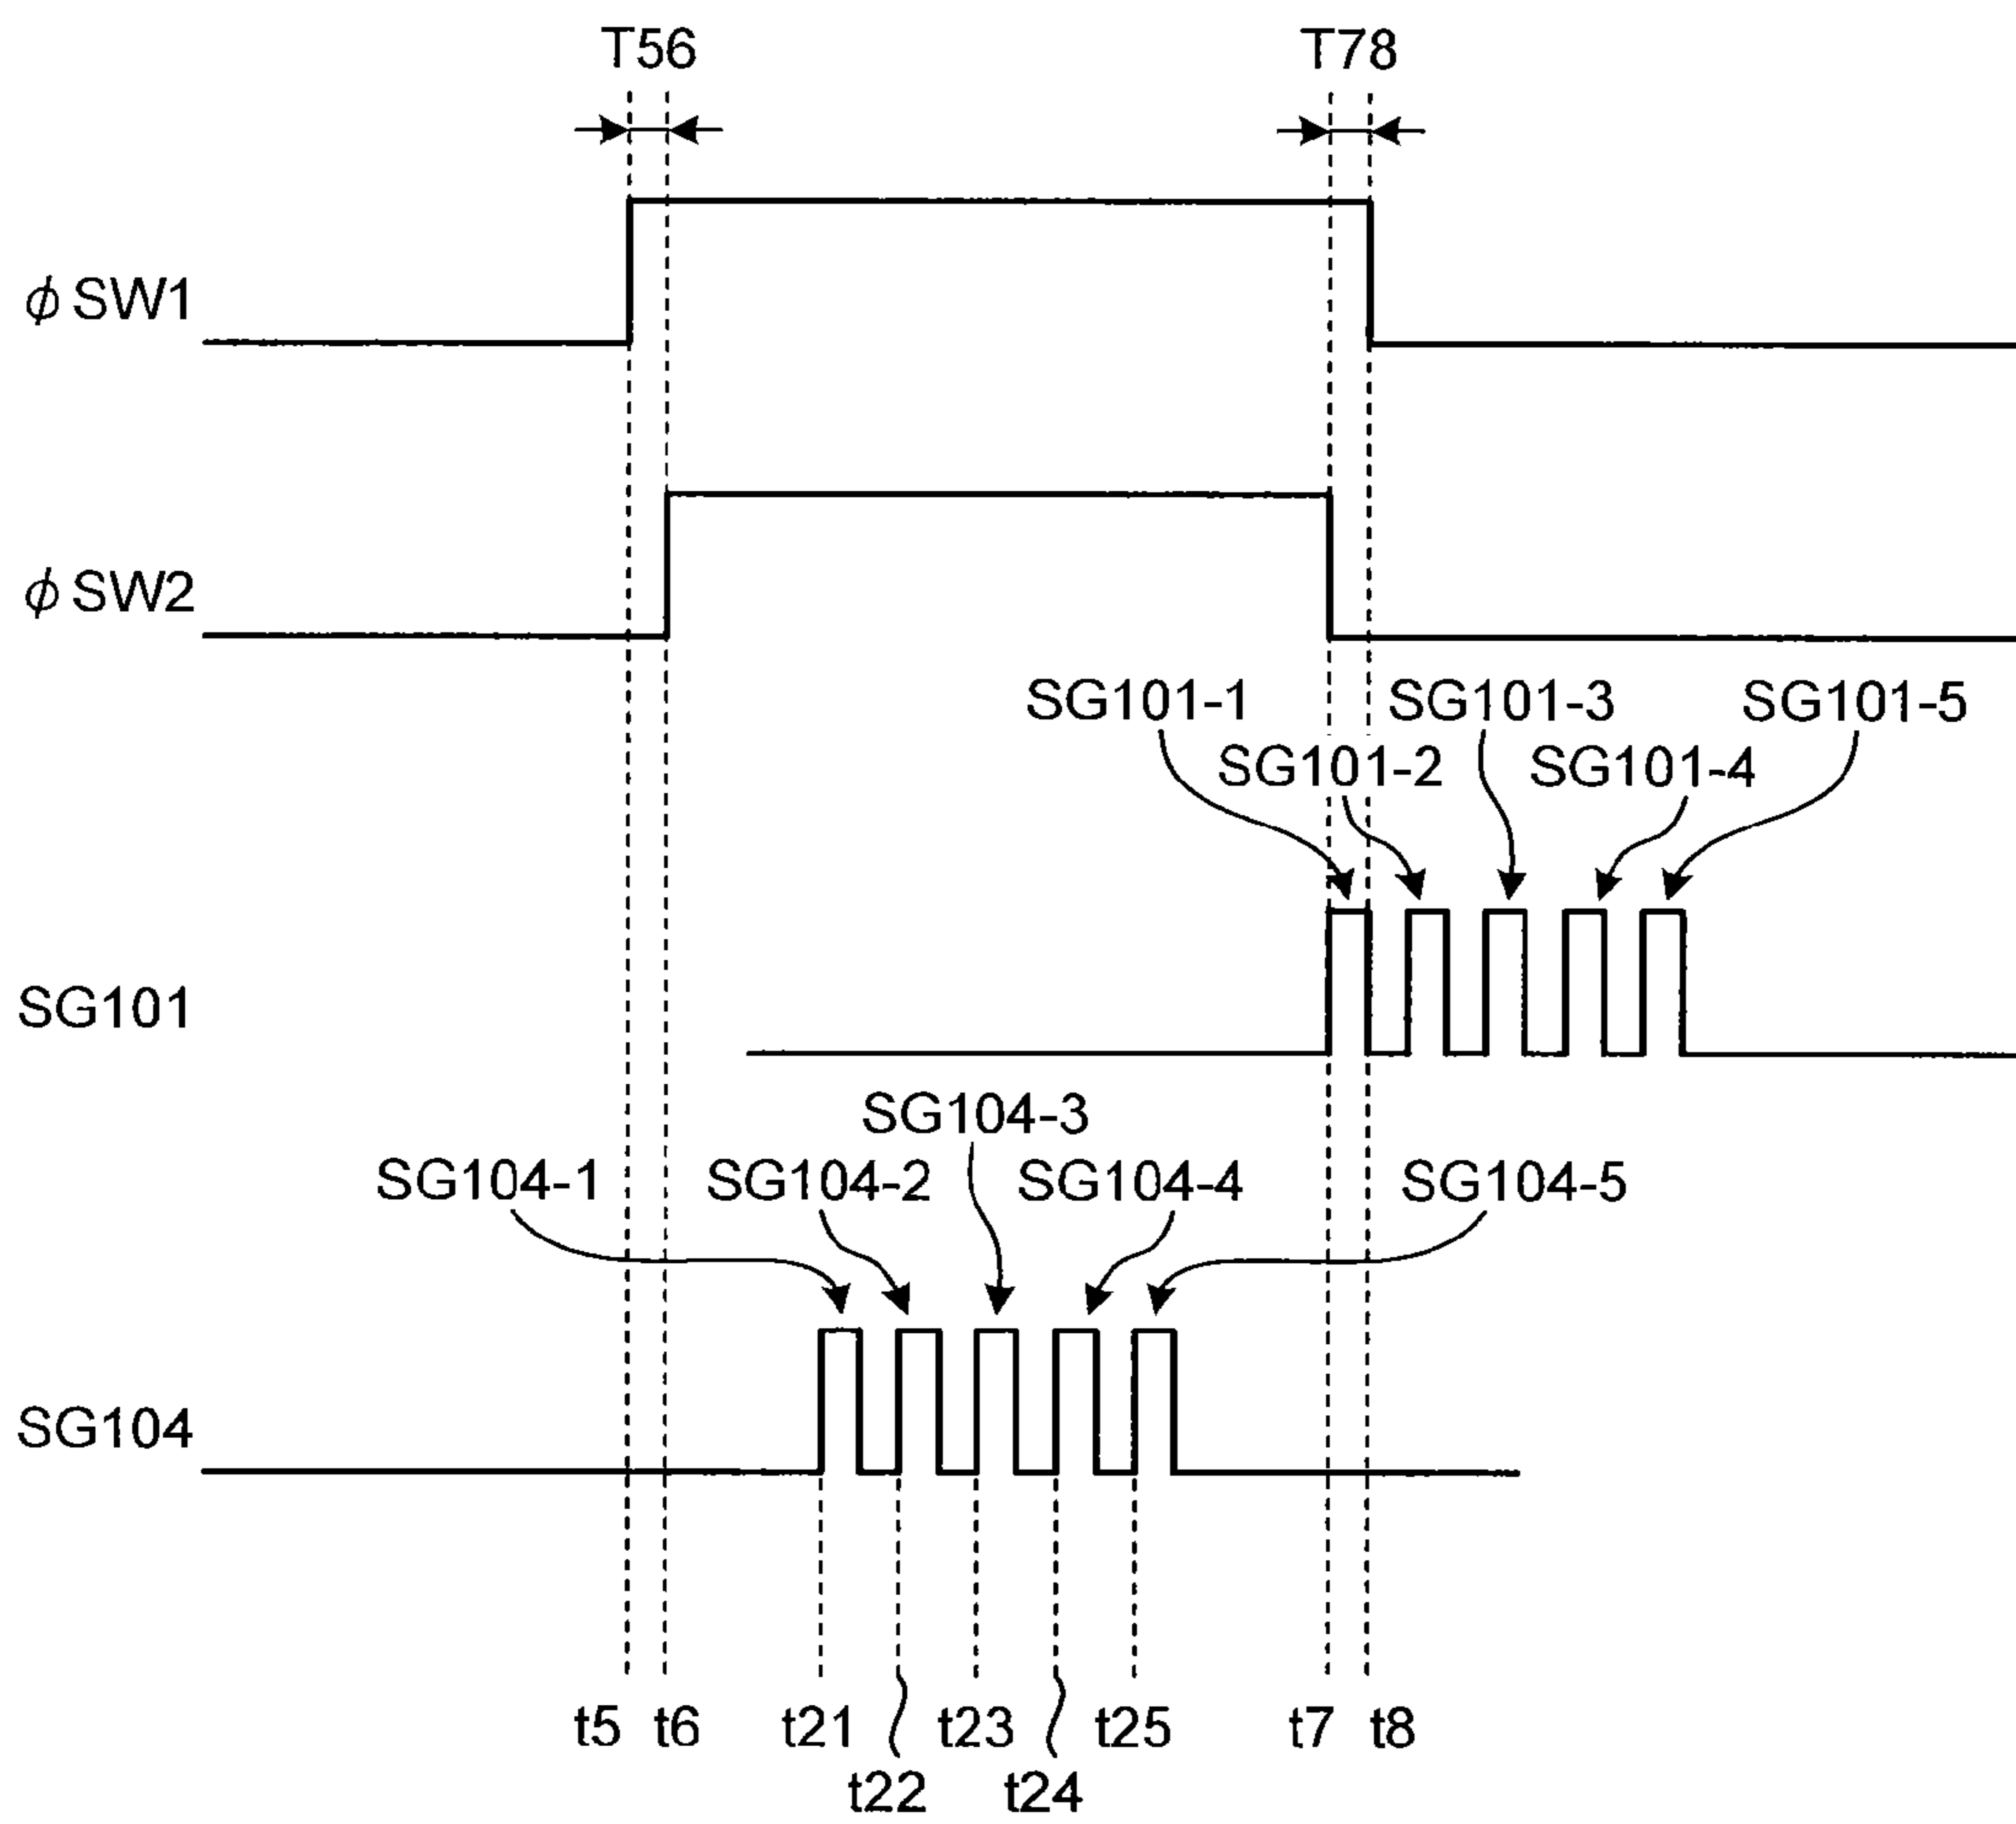 T56 T78
ϕSW1
ϕSW2
SG101-1 SG101-3 SG101-5
SG101-2 SG101-4
SG101
SG104-3
SG104-1 SG104-2 SG104-4 SG104-5
SG104
t5 t6 t21 t23 t25 t7 t8
t22 t24